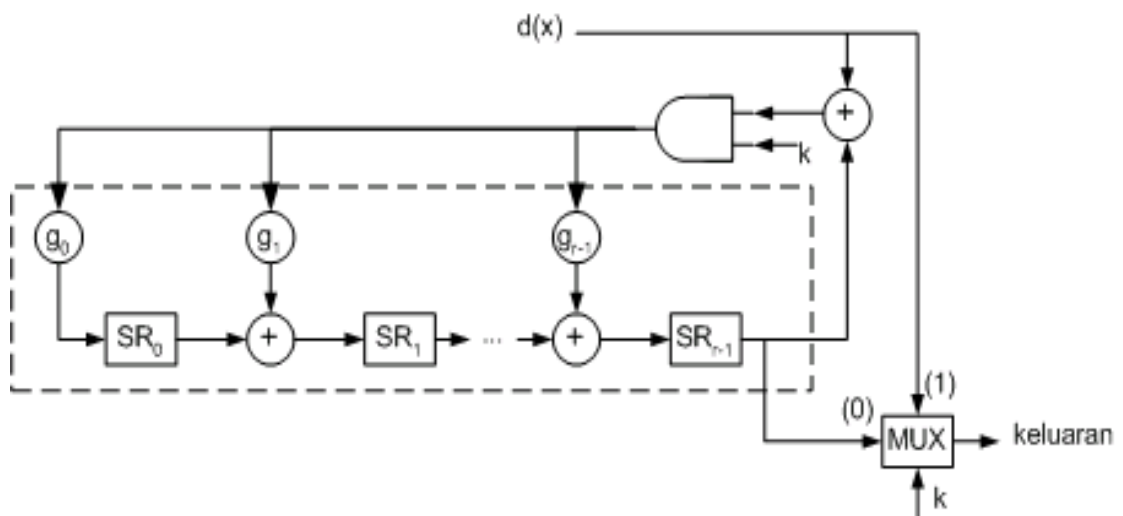 d(x)
+
k
g₀
g₁
gᵣ₋₁
SR₀
+
SR₁
...
+
SRᵣ₋₁
(0)
(1)
MUX
keluaran
k